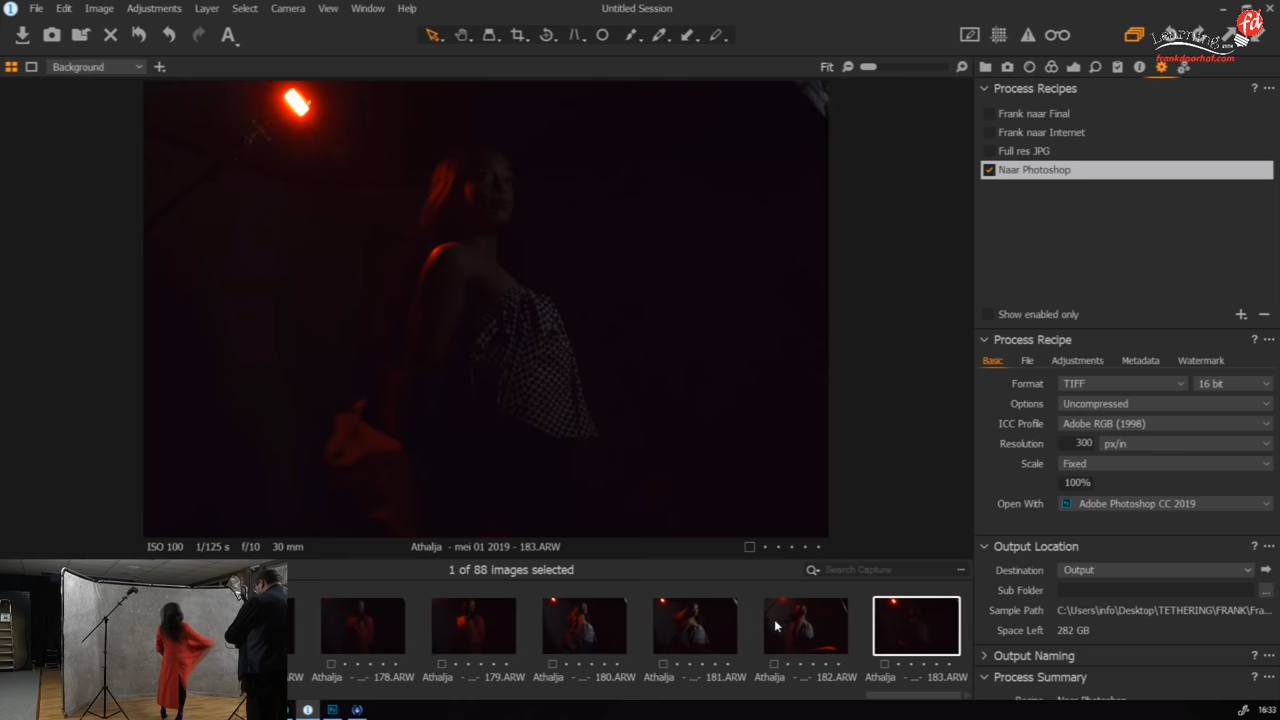 File Edit Image Adjustments Layer Select Camera View Window Help
Untitled Session
fd
Learning
frankdoorhof.com
Background
Fit
Process Recipes
Frank naar Final
Frank naar Internet
Full res JPG
Naar Photoshop
Show enabled only
Process Recipe
Basic File Adjustments Metadata Watermark
Format TIFF 16 bit
Options Uncompressed
ICC Profile Adobe RGB (1998)
Resolution 300 px/in
Scale Fixed
100%
Open With Adobe Photoshop CC 2019
ISO 100 1/125 s f/10 30 mm
Athalja - mei 01 2019 - 183.ARW
1 of 88 images selected
Search Capture
Output Location
Destination Output
Sub Folder
Sample Path C:\Users\info\Desktop\TETHERING\FRANK\Fra...
Space Left 282 GB
Output Naming
Process Summary
RW
Athalja - ...- 178.ARW
Athalja - ...- 179.ARW
Athalja - ...- 180.ARW
Athalja - ...- 181.ARW
Athalja - ...- 182.ARW
Athalja - ...- 183.ARW
16:33